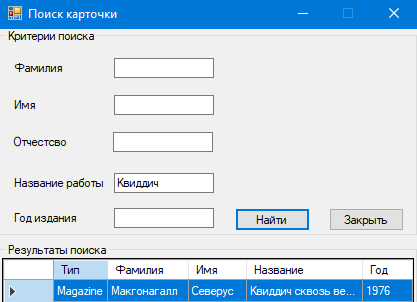 Поиск карточки
Критерии поиска
Фамилия
Имя
Отчестсво
Название работы Квиддич
Год издания Найти Закрыть
Результаты поиска
Тип Фамилия Имя Название Год
Magazine Макгонагалл Северус Квиддич сквозь ве... 1976